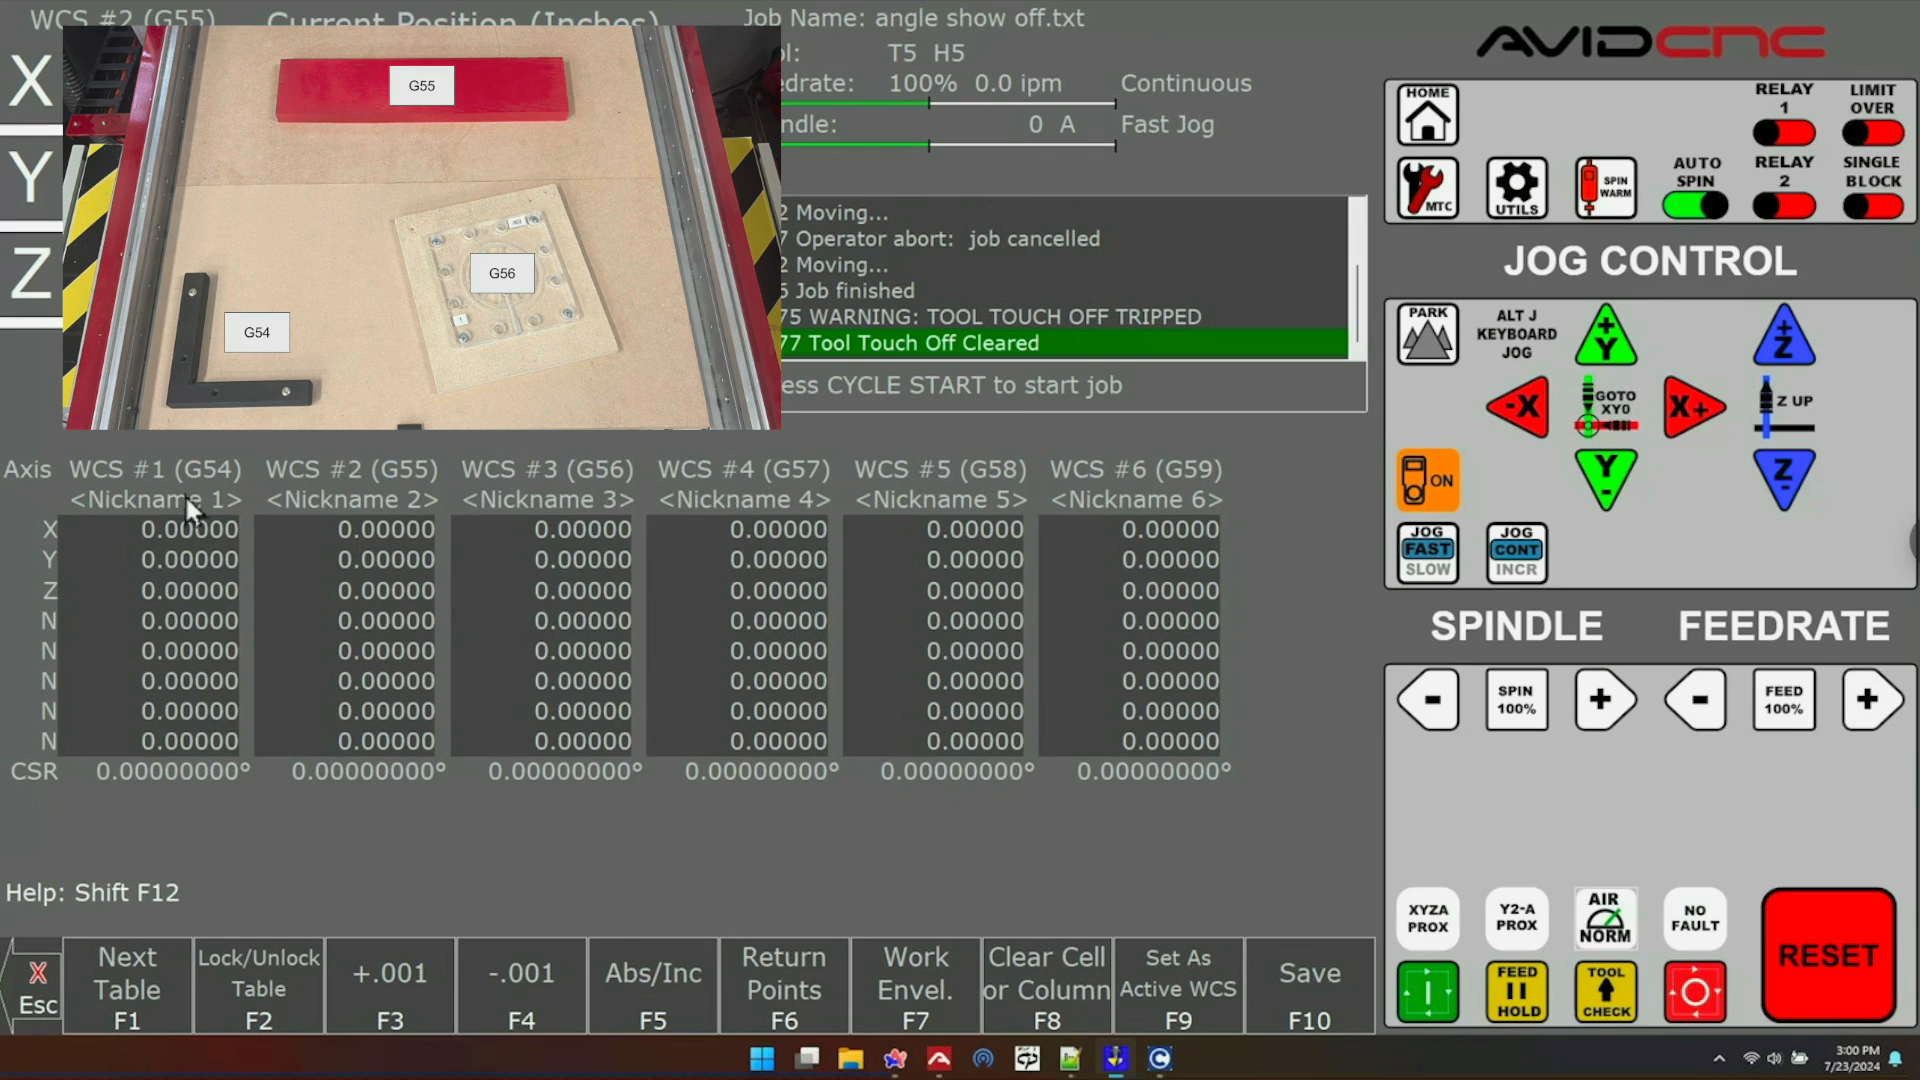 WCS #2 (G55)
Current Position (Inches)
Job Name: angle show off.txt
T5 H5
100% 0.0 ipm Continuous
0 A Fast Jog
X
Y
Z
G55
G56
G54
Moving...
Operator abort: job cancelled
Moving...
Job finished
WARNING: TOOL TOUCH OFF TRIPPED
Tool Touch Off Cleared
CYCLE START to start job
Axis WCS #1 (G54) WCS #2 (G55) WCS #3 (G56) WCS #4 (G57) WCS #5 (G58) WCS #6 (G59)
<Nickname 1> <Nickname 2> <Nickname 3> <Nickname 4> <Nickname 5> <Nickname 6>
X 0.00000 0.00000 0.00000 0.00000 0.00000 0.00000
Y 0.00000 0.00000 0.00000 0.00000 0.00000 0.00000
Z 0.00000 0.00000 0.00000 0.00000 0.00000 0.00000
N 0.00000 0.00000 0.00000 0.00000 0.00000 0.00000
N 0.00000 0.00000 0.00000 0.00000 0.00000 0.00000
N 0.00000 0.00000 0.00000 0.00000 0.00000 0.00000
N 0.00000 0.00000 0.00000 0.00000 0.00000 0.00000
N 0.00000 0.00000 0.00000 0.00000 0.00000 0.00000
CSR 0.00000000° 0.00000000° 0.00000000° 0.00000000° 0.00000000° 0.00000000°
Help: Shift F12
X
Esc
Next
Table
F1
Lock/Unlock
Table
F2
+.001
F3
-.001
F4
Abs/Inc
F5
Return
Points
F6
Work
Envel.
F7
Clear Cell
or Column
F8
Set As
Active WCS
F9
Save
F10
AVIDCNC
HOME
RELAY
1
LIMIT
OVER
MTC
UTILS
SPIN
WARM
AUTO
SPIN
RELAY
2
SINGLE
BLOCK
JOG CONTROL
PARK
ALT J
KEYBOARD
JOG
+
Y
+
Z
-X
GOTO
XY0
X+
Z UP
ON
Y
-
Z
-
JOG
FAST
SLOW
JOG
CONT
INCR
SPINDLE FEEDRATE
-
SPIN
100%
+
-
FEED
100%
+
XYZA
PROX
Y2-A
PROX
AIR
NORM
NO
FAULT
RESET
FEED
HOLD
TOOL
CHECK
3:00 PM
7/23/2024